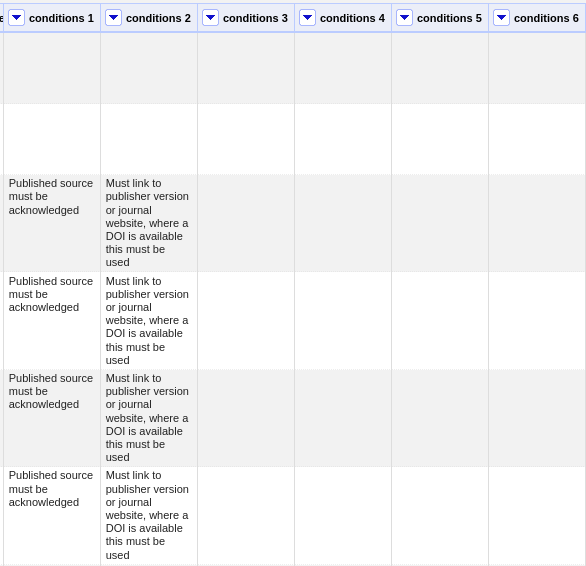 e conditions 1 conditions 2 conditions 3 conditions 4 conditions 5 conditions 6
Published source
must be
acknowledged
Must link to
publisher version
or journal
website, where a
DOI is available
this must be
used
Published source
must be
acknowledged
Must link to
publisher version
or journal
website, where a
DOI is available
this must be
used
Published source
must be
acknowledged
Must link to
publisher version
or journal
website, where a
DOI is available
this must be
used
Published source
must be
acknowledged
Must link to
publisher version
or journal
website, where a
DOI is available
this must be
used